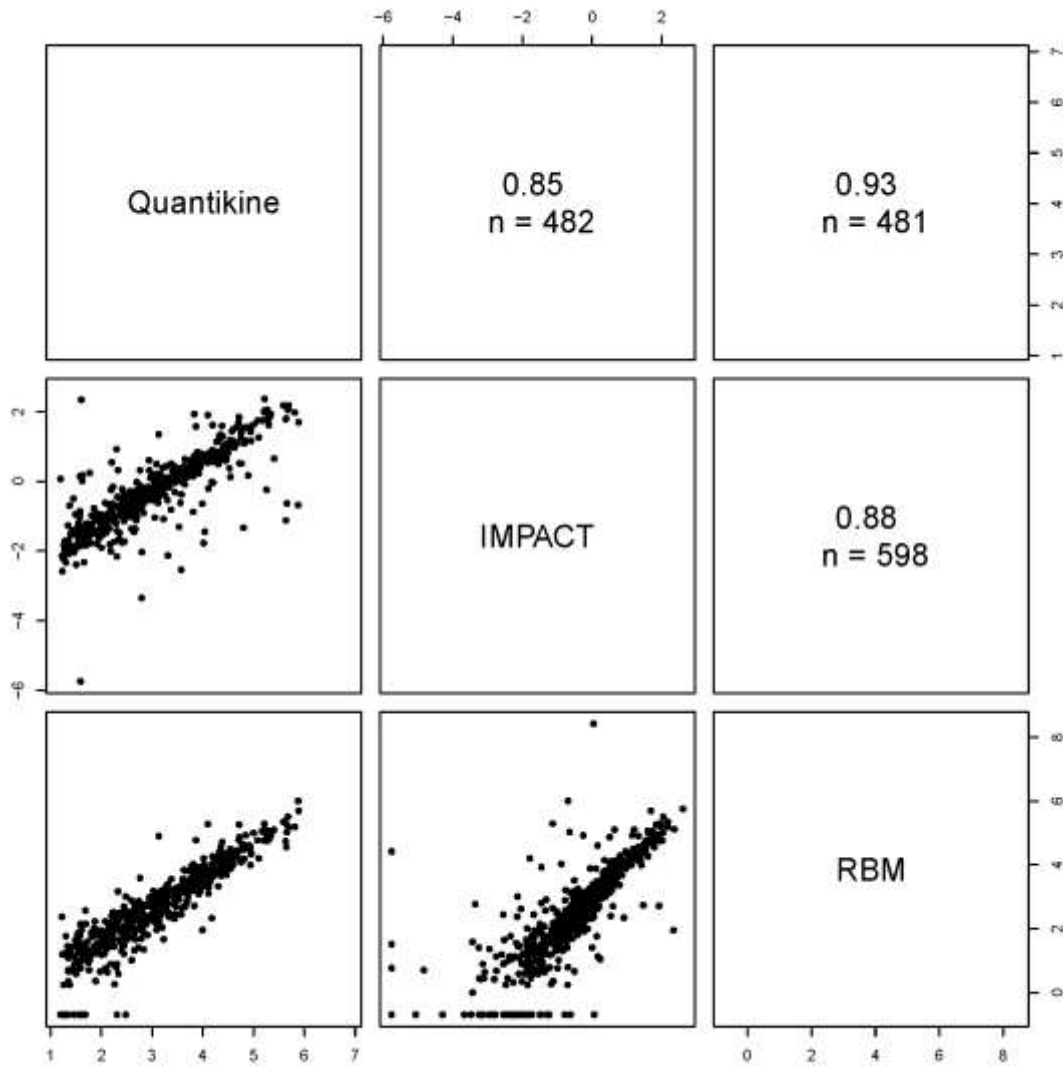 −6 −4 −2 0 2
Quantikine
0.85
n = 482
0.93
n = 481
7
6
5
4
3
2
1
2
0
−2
−4
−6
IMPACT
0.88
n = 598
RBM
8
6
4
2
0
1 2 3 4 5 6 7
0 2 4 6 8